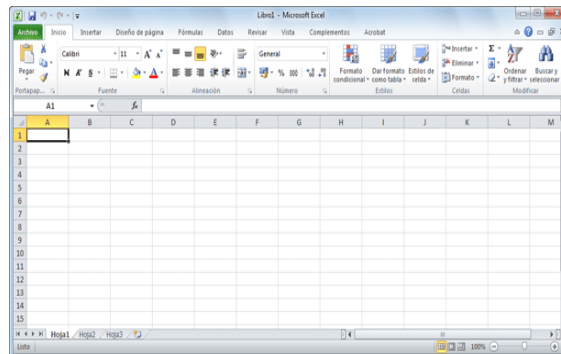 Libro1 - Microsoft Excel
Archivo Inicio Insertar Diseño de página Fórmulas Datos Revisar Vista Complementos Acrobat
Pegar
Calibri 11
N K S
General
% 000
Formato condicional
Dar formato como tabla
Estilos de celda
Insertar
Eliminar
Formato
Σ
Ordenar y filtrar
Buscar y seleccionar
Portapap... Fuente Alineación Número Estilos Celdas Modificar
A1 fx
A B C D E F G H I J K L M
1
2
3
4
5
6
7
8
9
10
11
12
13
14
15
Hoja1 Hoja2 Hoja3
Listo 100%